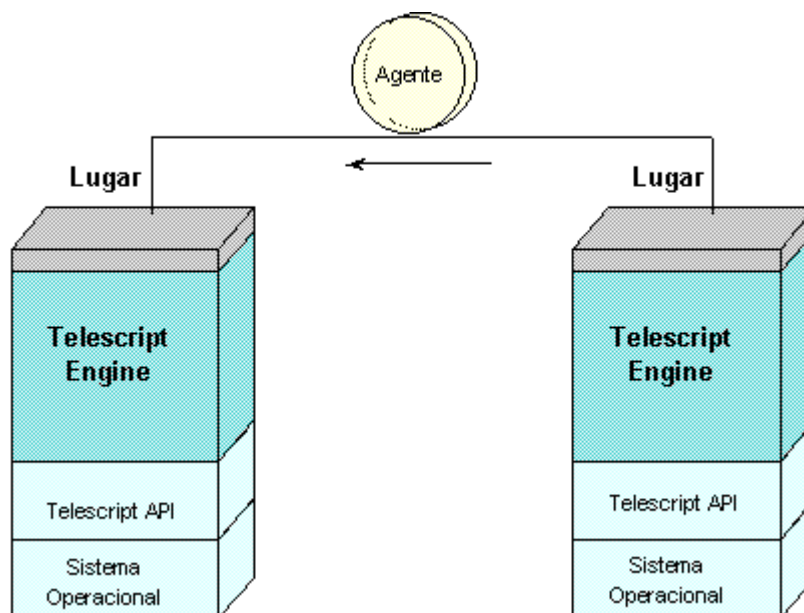 Agente
Lugar
Lugar
Telescript
Engine
Telescript
Engine
Telescript API
Telescript API
Sistema
Operacional
Sistema
Operacional